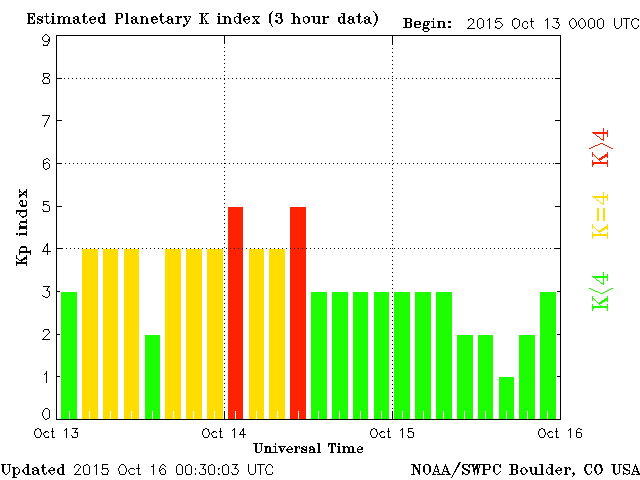 Estimated Planetary K index (3 hour data)
Begin: 2015 Oct 13 0000 UTC
9
8
7
6
5
4
3
2
1
0
Kp index
K>4
K=4
K<4
Oct 13
Oct 14
Oct 15
Oct 16
Universal Time
Updated 2015 Oct 16 00:30:03 UTC
NOAA/SWPC Boulder, CO USA